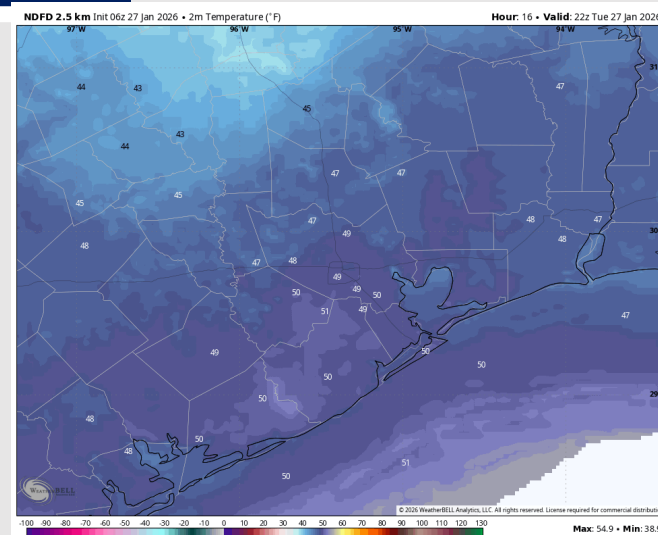 NDFD 2.5 km Init 06z 27 Jan 2026 • 2m Temperature (°F)
Hour: 16 • Valid: 22z Tue 27 Jan 2026
97°W 96°W 95°W 94°W
31
44 43 47
45
43
44
47 47
45
45
47 48 47
48 49 48
30
47 48
49
50 49 50
51 49
47
49 50
50
50
29
50
48
50
48
51
50
WEATHERBELL
© 2026 WeatherBELL Analytics, LLC. All rights reserved. License required for commercial distributi
-100 -90 -80 -70 -60 -50 -40 -30 -20 -10 0 10 20 30 40 50 60 70 80 90 100 110 120 130
Max: 54.9 • Min: 38.9